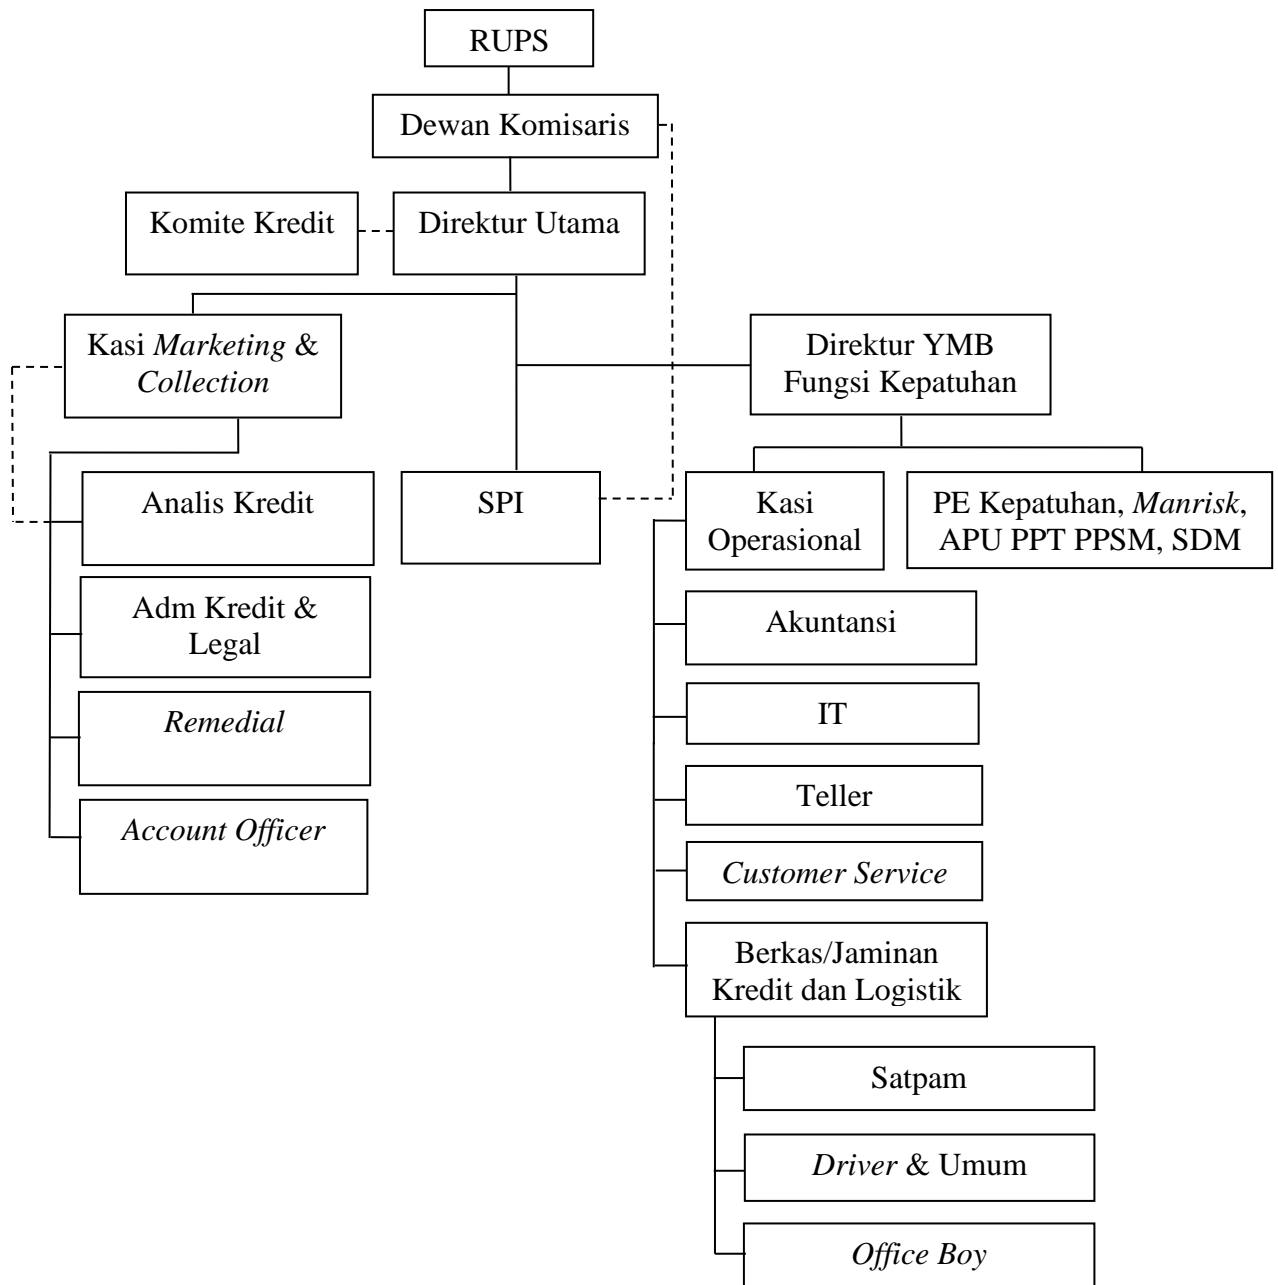 RUPS
Dewan Komisaris
Komite Kredit
Direktur Utama
Kasi Marketing &
Collection
Direktur YMB
Fungsi Kepatuhan
Analis Kredit
SPI
Kasi
Operasional
PE Kepatuhan, Manrisk,
APU PPT PPSM, SDM
Adm Kredit &
Legal
Remedial
Account Officer
Akuntansi
IT
Teller
Customer Service
Berkas/Jaminan
Kredit dan Logistik
Satpam
Driver & Umum
Office Boy